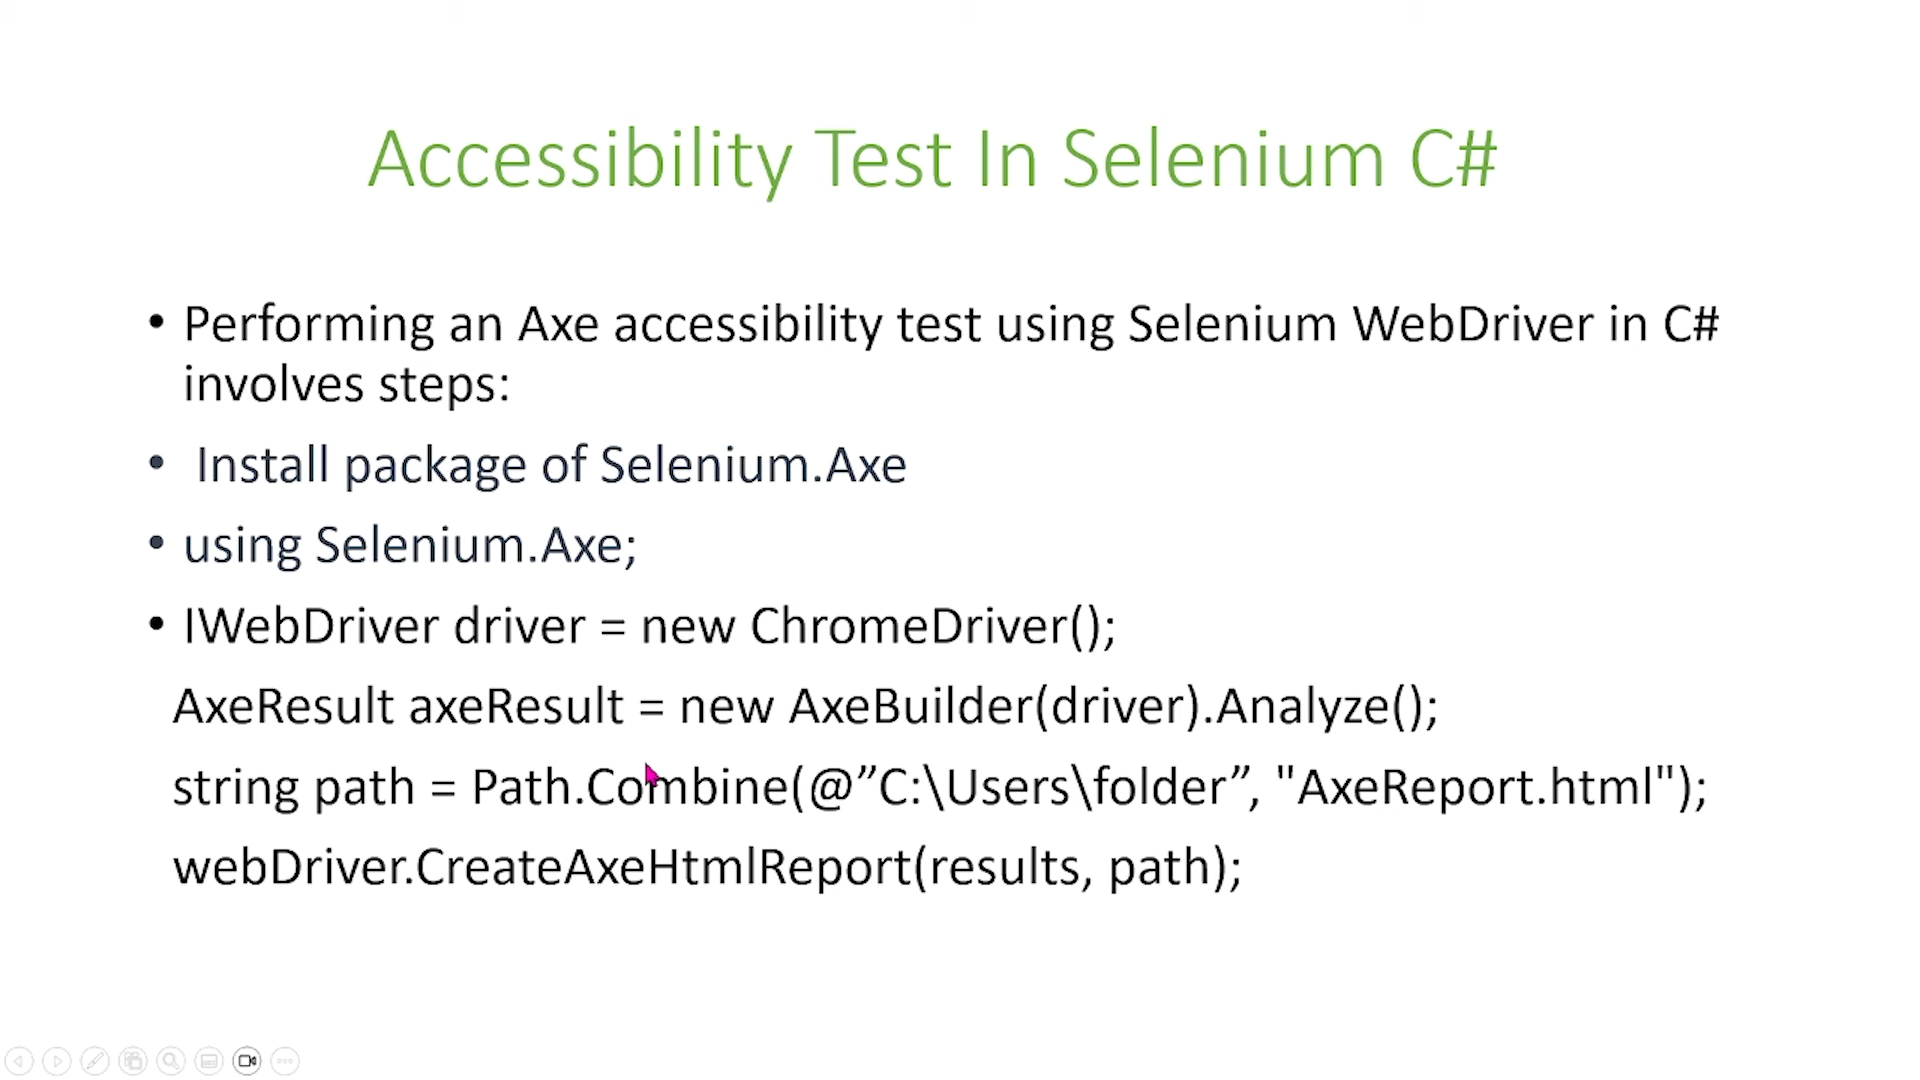 Accessibility Test In Selenium C#
• Performing an Axe accessibility test using Selenium WebDriver in C#
involves steps:
• Install package of Selenium.Axe
• using Selenium.Axe;
• IWebDriver driver = new ChromeDriver();
AxeResult axeResult = new AxeBuilder(driver).Analyze();
string path = Path.Combine(@”C:\Users\folder”, "AxeReport.html");
webDriver.CreateAxeHtmlReport(results, path);